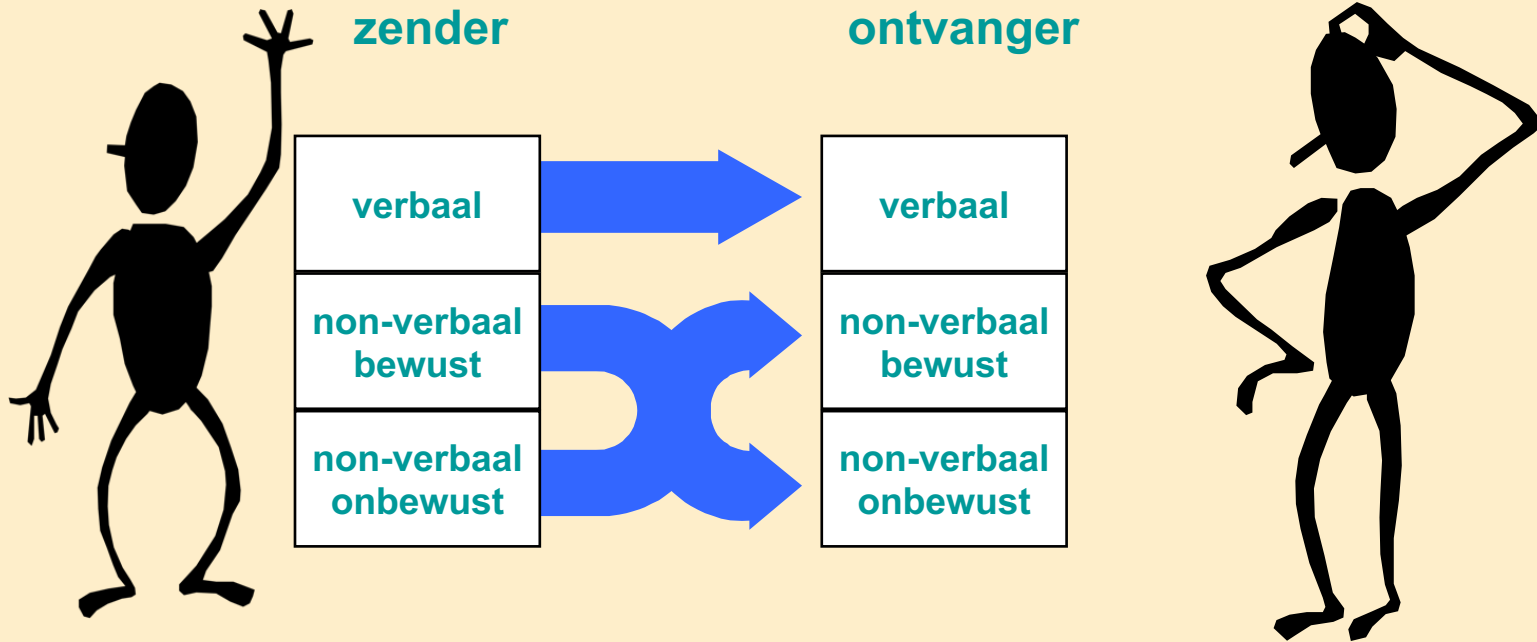 zender
ontvanger
verbaal
verbaal
non-verbaal
bewust
non-verbaal
bewust
non-verbaal
onbewust
non-verbaal
onbewust